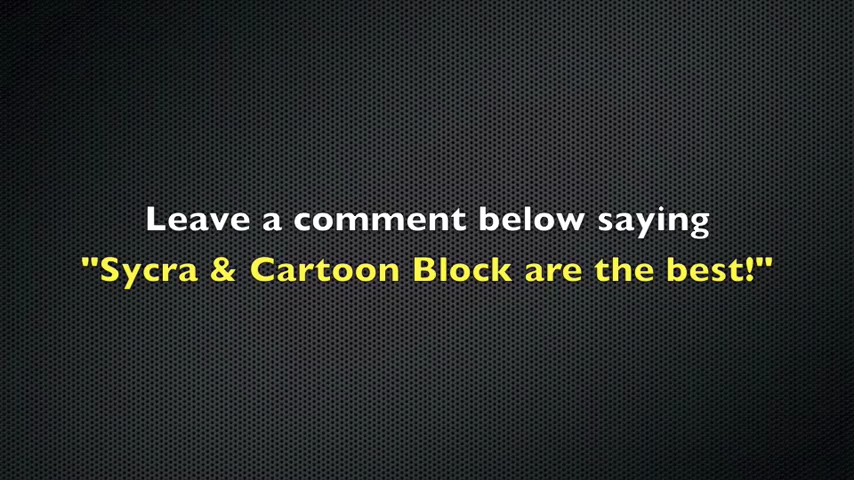 Leave a comment below saying
"Sycra & Cartoon Block are the best!"